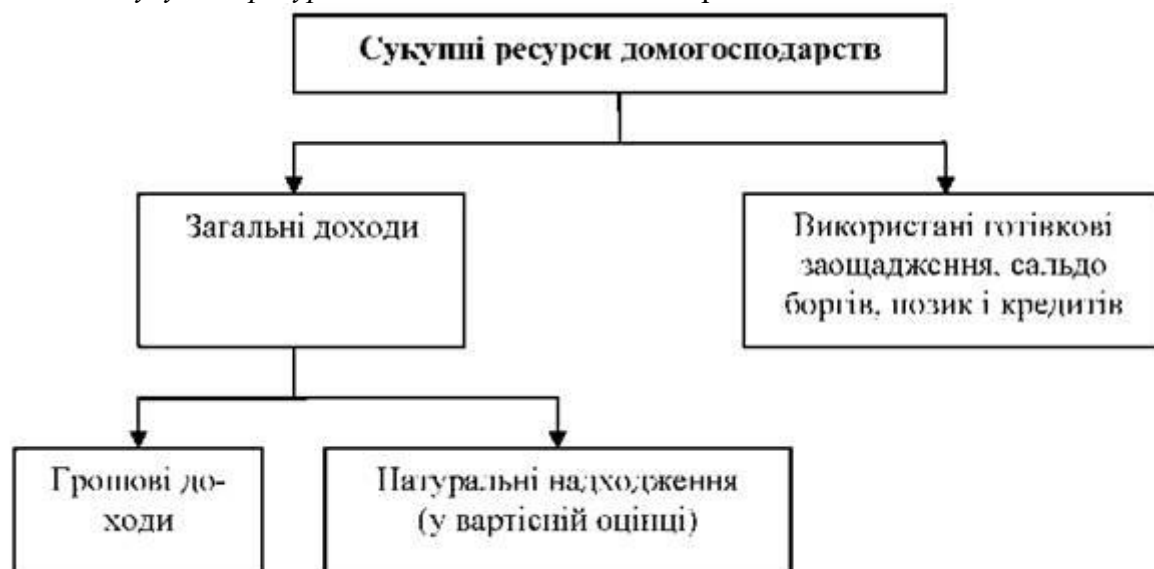 Сукупні ресурси домогосподарств
Загальні доходи
Використані готівкові
заощадження, сальдо
боргів, позик і кредитів
Грошові до-
ходи
Натуральні надходження
(у вартісній оцінці)